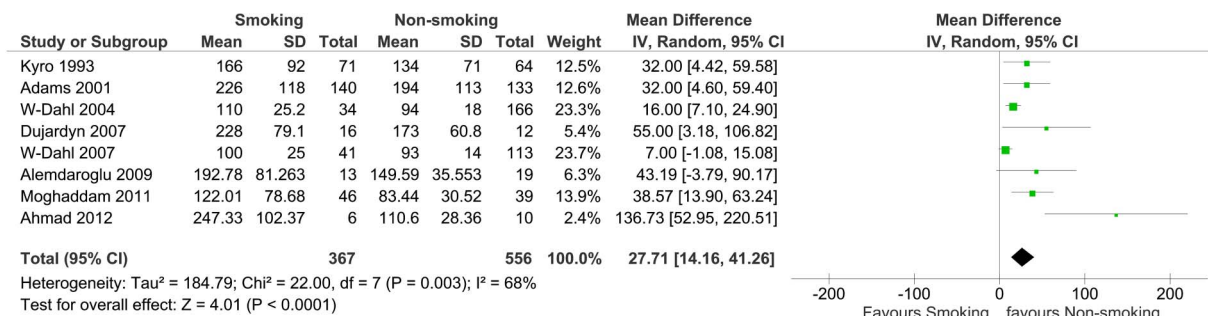 Smoking Non-smoking Mean Difference Mean Difference
Study or Subgroup Mean SD Total Mean SD Total Weight IV, Random, 95% CI IV, Random, 95% CI
Kyro 1993 166 92 71 134 71 64 12.5% 32.00 [4.42, 59.58]
Adams 2001 226 118 140 194 113 133 12.6% 32.00 [4.60, 59.40]
W-Dahl 2004 110 25.2 34 94 18 166 23.3% 16.00 [7.10, 24.90]
Dujardyn 2007 228 79.1 16 173 60.8 12 5.4% 55.00 [3.18, 106.82]
W-Dahl 2007 100 25 41 93 14 113 23.7% 7.00 [-1.08, 15.08]
Alemdaroglu 2009 192.78 81.263 13 149.59 35.553 19 6.3% 43.19 [-3.79, 90.17]
Moghaddam 2011 122.01 78.68 46 83.44 30.52 39 13.9% 38.57 [13.90, 63.24]
Ahmad 2012 247.33 102.37 6 110.6 28.36 10 2.4% 136.73 [52.95, 220.51]
Total (95% CI) 367 556 100.0% 27.71 [14.16, 41.26]
Heterogeneity: Tau² = 184.79; Chi² = 22.00, df = 7 (P = 0.003); I² = 68%
Test for overall effect: Z = 4.01 (P < 0.0001)
-200 -100 0 100 200
Favours Smoking favours Non-smoking